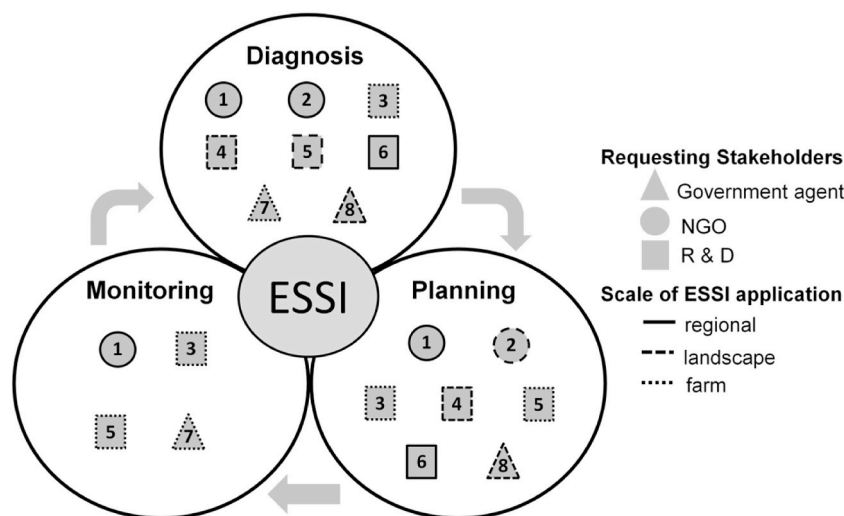 Diagnosis
1 2 3
4 5 6
7 8
ESSI
Monitoring
1 3
5 7
Planning
1 2
3 4 5
6 8
Requesting Stakeholders
Government agent
NGO
R & D
Scale of ESSI application
regional
landscape
farm